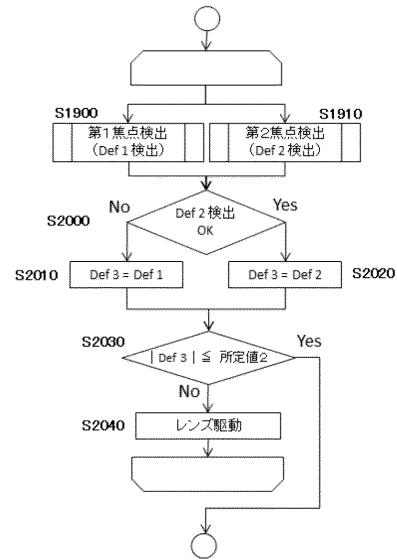 S1900
S1910
第1焦点検出
(Def 1 検出)
第2焦点検出
(Def 2 検出)
S2000
No
Yes
Def 2 検出
OK
S2010
Def 3 = Def 1
Def 3 = Def 2
S2020
S2030
Yes
| Def 3 | ≦ 所定値2
No
S2040
レンズ駆動